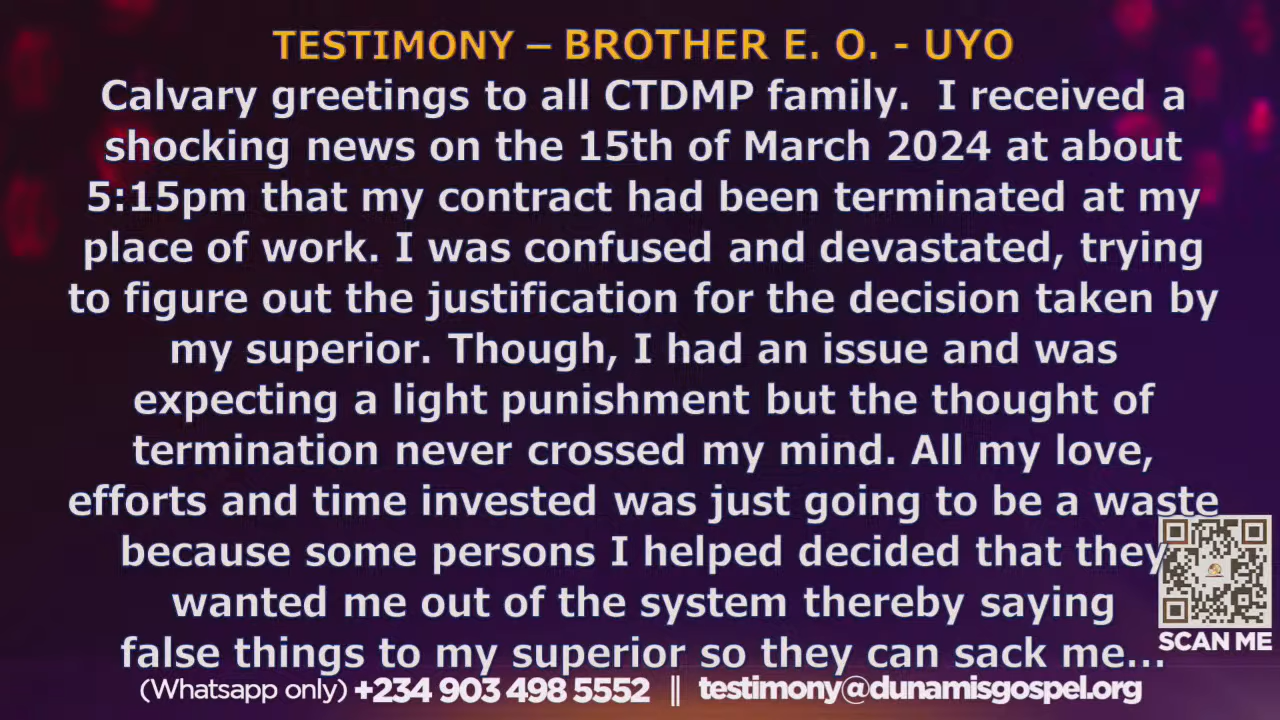 TESTIMONY – BROTHER E. O. - UYO
Calvary greetings to all CTDMP family. I received a
shocking news on the 15th of March 2024 at about
5:15pm that my contract had been terminated at my
place of work. I was confused and devastated, trying
to figure out the justification for the decision taken by
my superior. Though, I had an issue and was
expecting a light punishment but the thought of
termination never crossed my mind. All my love,
efforts and time invested was just going to be a waste
because some persons I helped decided that they
wanted me out of the system thereby saying
false things to my superior so they can sack me...
SCAN ME
(Whatsapp only) +234 903 498 5552 || testimony@dunamisgospel.org